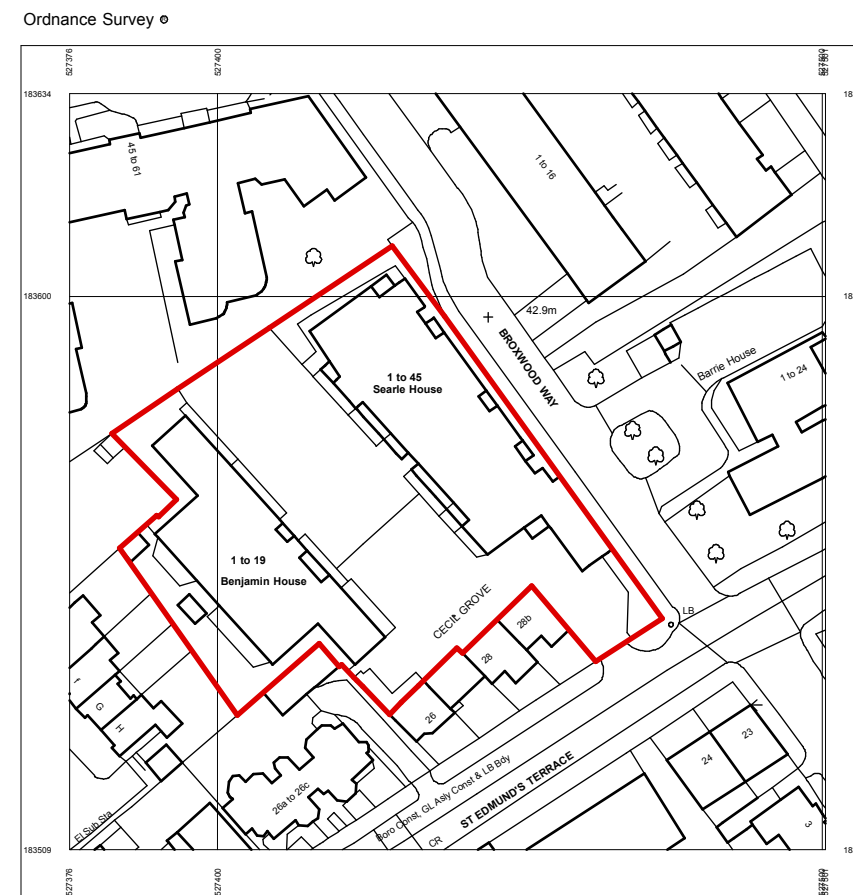 Ordnance Survey ®
527376
527400
183634
183600
183509
45 to 61
1 to 16
42.9m
BROXWOOD WAY
Barrie House
1 to 24
1 to 45
Searle House
1 to 19
Benjamin House
CECIL GROVE
LB
28b
28
26
f
G
H
26a to 26c
El Sub Sta
Boro Const, GL Asly Const & LB Bdy
CR
ST EDMUND'S TERRACE
24
23
3
183509
527376
527400